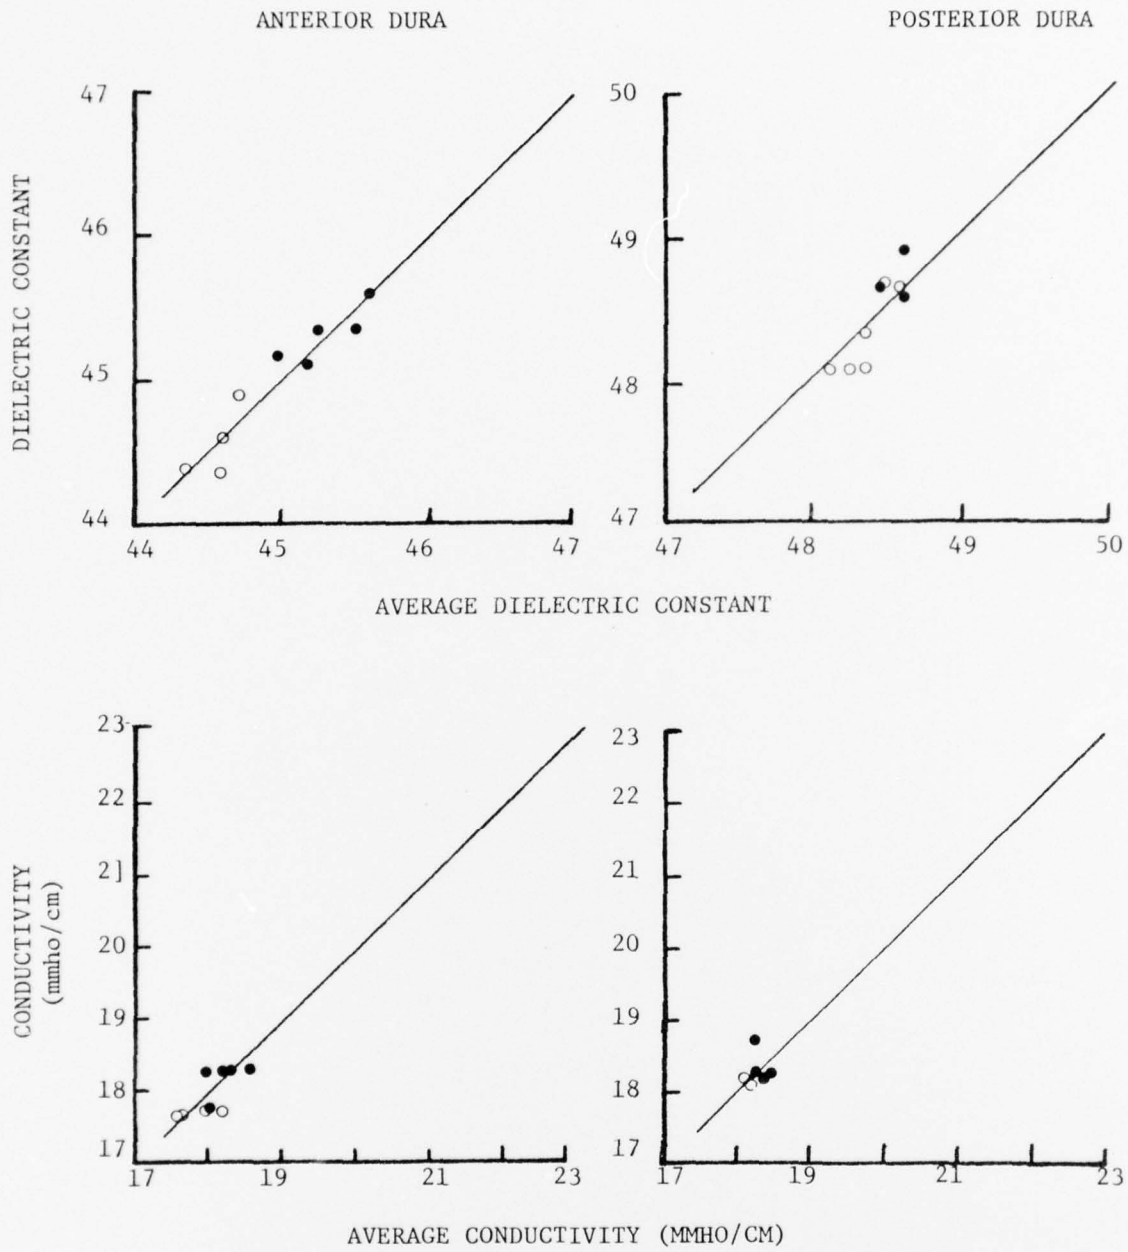 ANTERIOR DURA
POSTERIOR DURA
DIELECTRIC CONSTANT
47
46
45
44
44 45 46 47
50
49
48
47
47 48 49 50
AVERAGE DIELECTRIC CONSTANT
CONDUCTIVITY
(mmho/cm)
23
22
21
20
19
18
17
17 19 21 23
23
22
21
20
19
18
17
17 19 21 23
AVERAGE CONDUCTIVITY (MMHO/CM)